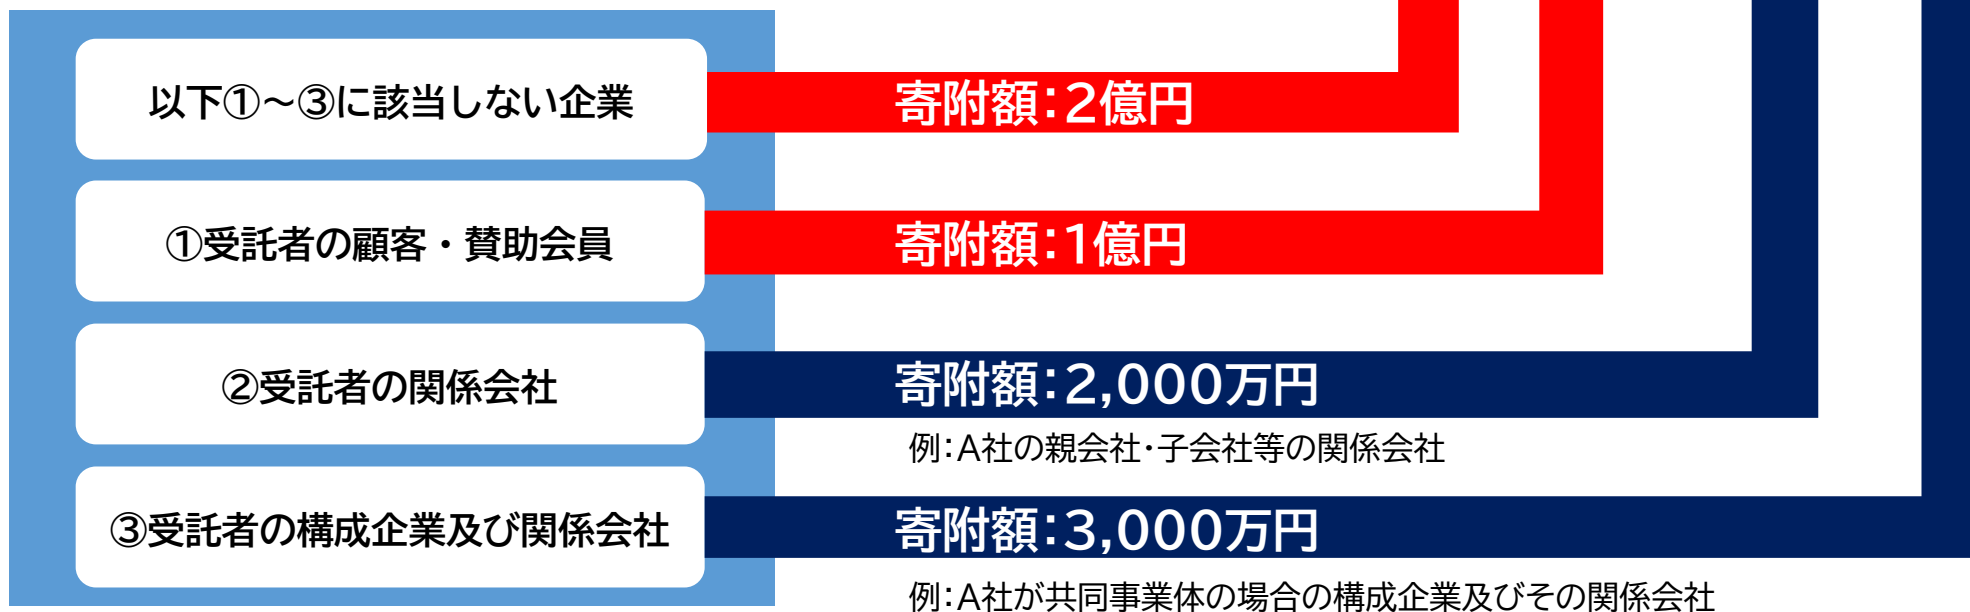 以下①～③に該当しない企業
寄附額：2億円
①受託者の顧客・賛助会員
寄附額：1億円
②受託者の関係会社
寄附額：2,000万円
例：A社の親会社・子会社等の関係会社
③受託者の構成企業及び関係会社
寄附額：3,000万円
例：A社が共同事業体の場合の構成企業及びその関係会社